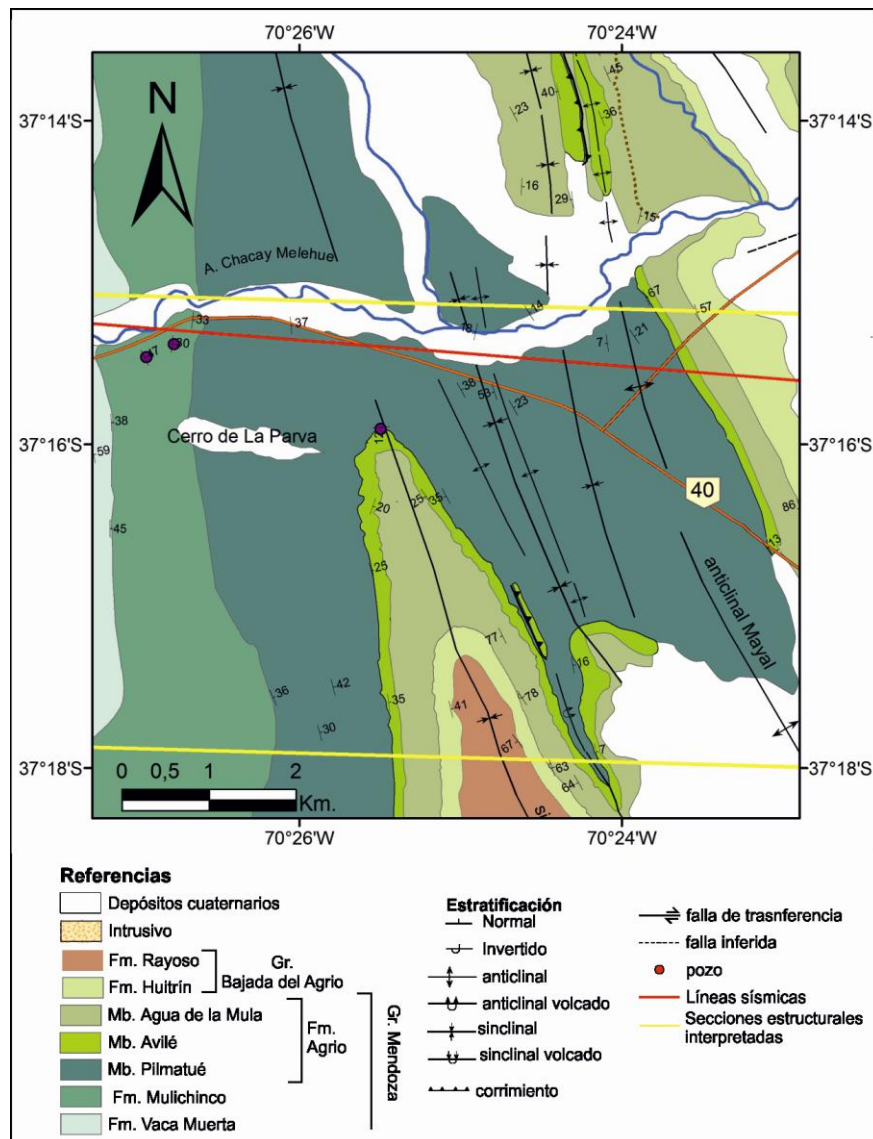 70°26'W
70°24'W
37°14'S
37°14'S
N
45
40
23
36
16
29
15
A. Chacay Melehue
67
57
14
33
37
8
7
21
47
30
38
53
23
38
59
Cerro de La Parva
37°16'S
37°16'S
12
40
20
25
35
86
13
45
25
anticlinal Mayal
77
16
42
36
35
41
78
30
67
7
63
64
si
37°18'S
37°18'S
0 0,5 1 2
Km.
70°26'W
70°24'W
Referencias
Depósitos cuaternarios
Intrusivo
Fm. Rayoso
Fm. Huitrín
Gr.
Bajada del Agrio
Mb. Agua de la Mula
Mb. Avilé
Mb. Pilmatué
Fm.
Agrio
Fm. Mulichinco
Fm. Vaca Muerta
Gr. Mendoza
Estratificación
Normal
Invertido
anticlinal
anticlinal volcado
sinclinal
sinclinal volcado
corrimiento
falla de trasnferencia
falla inferida
pozo
Líneas sísmicas
Secciones estructurales
interpretadas